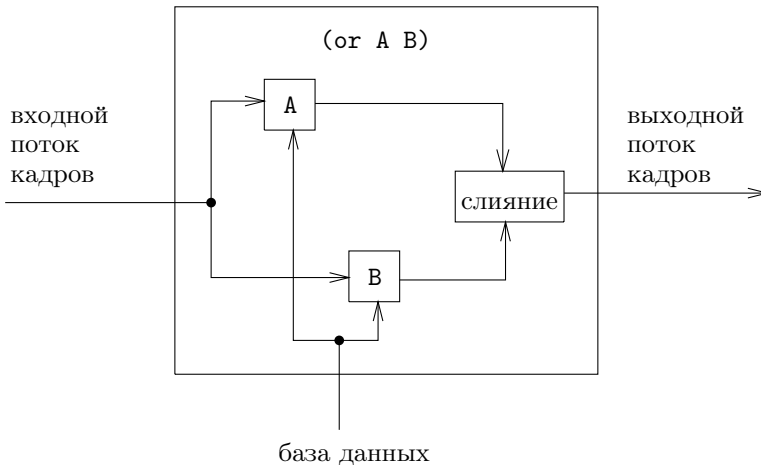 (or A B)
A
входной
поток
кадров
выходной
поток
кадров
слияние
B
база данных